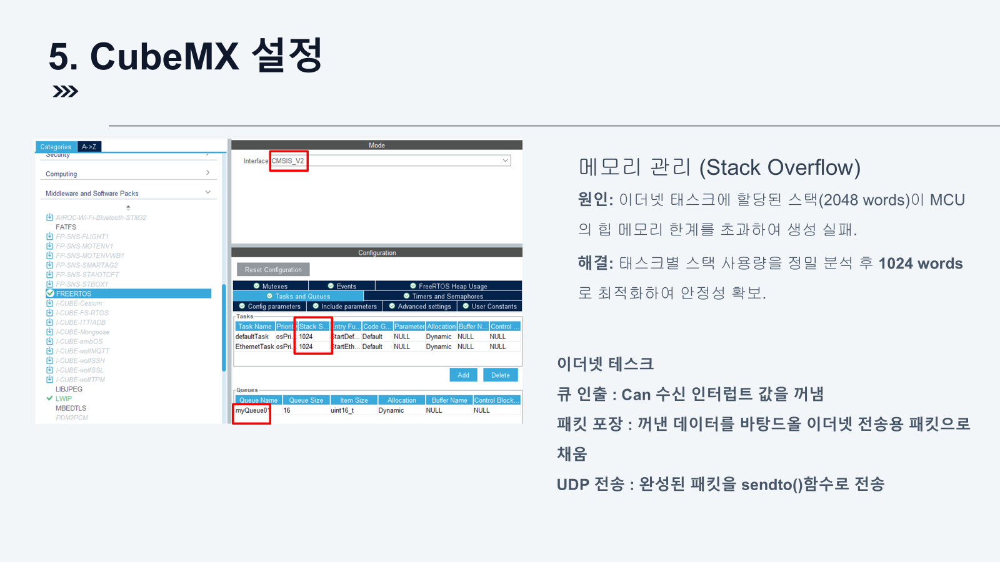 5. CubeMX 설정
Categories
A->Z
Security
Computing
Middleware and Software Packs
AIROC-Wi-Fi-Bluetooth-STM32
FATFS
FP-SNS-FLIGHT1
FP-SNS-MOTENV1
FP-SNS-MOTENVWB1
FP-SNS-SMARTAG2
FP-SNS-STAIOTCFT
FP-SNS-STBOX1
FREERTOS
I-CUBE-Cesium
I-CUBE-FS-RTOS
I-CUBE-ITTIADB
I-CUBE-Mongoose
I-CUBE-embOS
I-CUBE-wolfMQTT
I-CUBE-wolfSSH
I-CUBE-wolfSSL
I-CUBE-wolfTPM
LIBJPEG
LWIP
MBEDTLS
PDM2PCM
Mode
Interface CMSIS_V2
Configuration
Reset Configuration
Mutexes Events FreeRTOS Heap Usage
Tasks and Queues Timers and Semaphores
Config parameters Include parameters Advanced settings User Constants
Tasks
Task Name Priority Stack S... Entry Fu... Code G... Parameter Allocation Buffer N... Control ...
defaultTask osPri... 1024 StartDef... Default NULL Dynamic NULL NULL
EthernetTask osPri... 1024 StartEth... Default NULL Dynamic NULL NULL
Add Delete
Queues
Queue Name Queue Size Item Size Allocation Buffer Name Control Block...
myQueue01 16 uint16_t Dynamic NULL NULL
메모리 관리 (Stack Overflow)
원인: 이더넷 태스크에 할당된 스택(2048 words)이 MCU
의 힙 메모리 한계를 초과하여 생성 실패.
해결: 태스크별 스택 사용량을 정밀 분석 후 1024 words
로 최적화하여 안정성 확보.
이더넷 테스크
큐 인출 : Can 수신 인터럽트 값을 꺼냄
패킷 포장 : 꺼낸 데이터를 바탕드올 이더넷 전송용 패킷으로
채움
UDP 전송 : 완성된 패킷을 sendto()함수로 전송